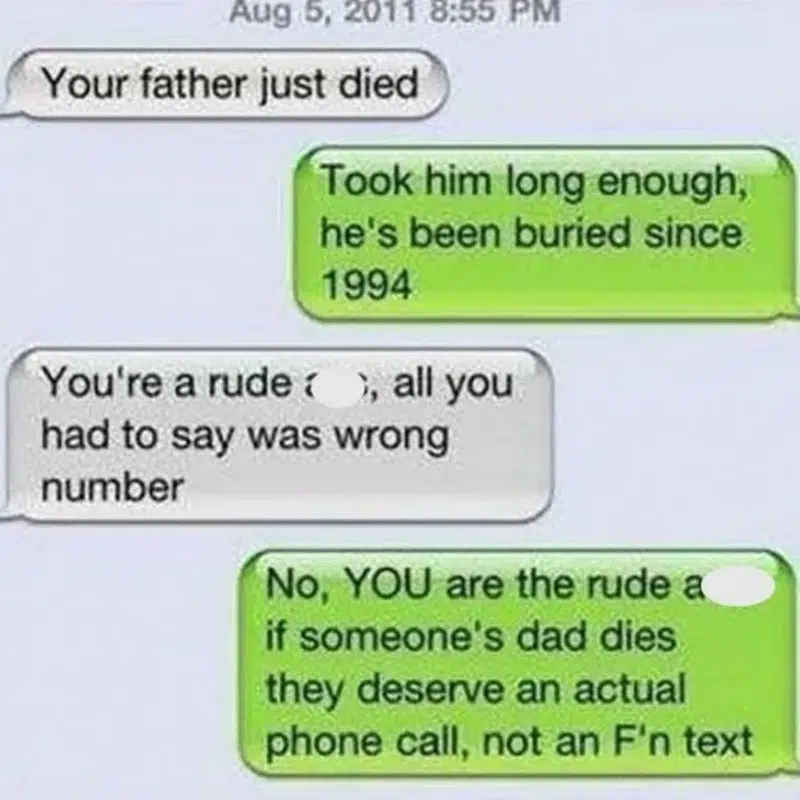 Aug 5, 2011 8:55 PM
Your father just died
Took him long enough,
he's been buried since
1994
You're a rude , all you
had to say was wrong
number
No, YOU are the rude
if someone's dad dies
they deserve an actual
phone call, not an F'n text